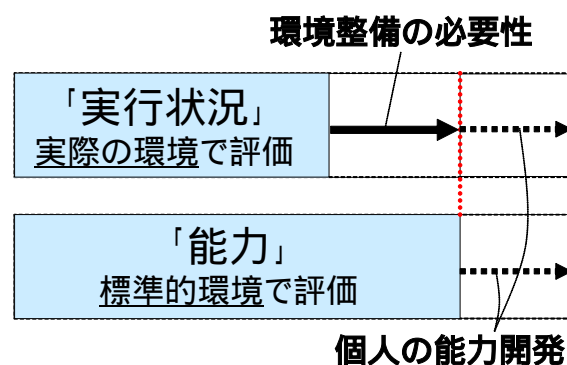 環境整備の必要性
「実行状況」
実際の環境で評価
「能力」
標準的環境で評価
個人の能力開発